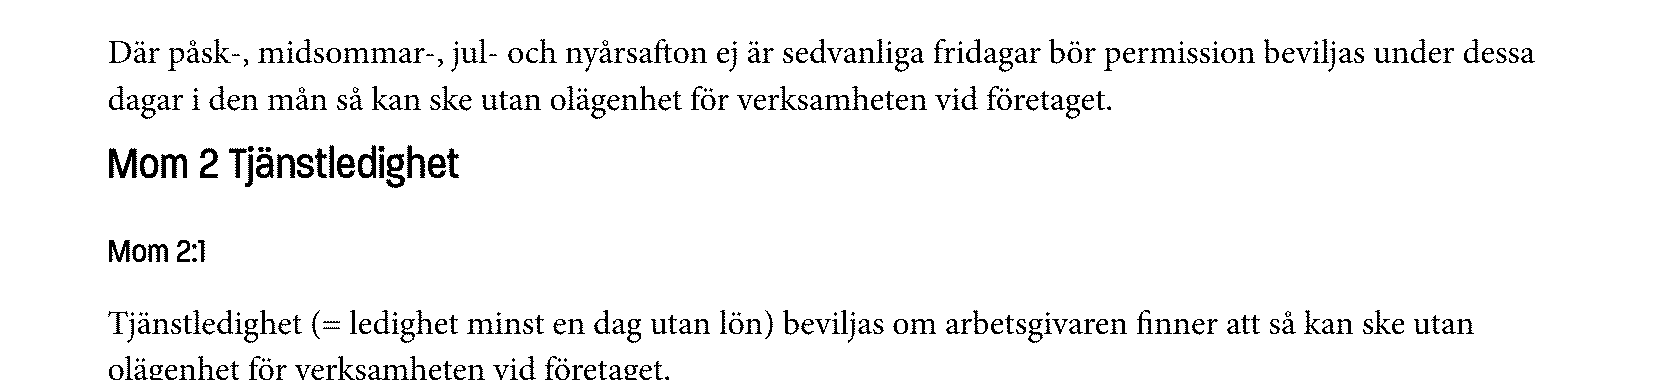 Där påsk-, midsommar-, jul- och nyårsafton ej är sedvanliga fridagar bör permission beviljas under dessa
dagar i den mån så kan ske utan olägenhet för verksamheten vid företaget.
Mom 2 Tjänstledighet
Mom 2:1
Tjänstledighet (= ledighet minst en dag utan lön) beviljas om arbetsgivaren finner att så kan ske utan
olägenhet för verksamheten vid företaget.